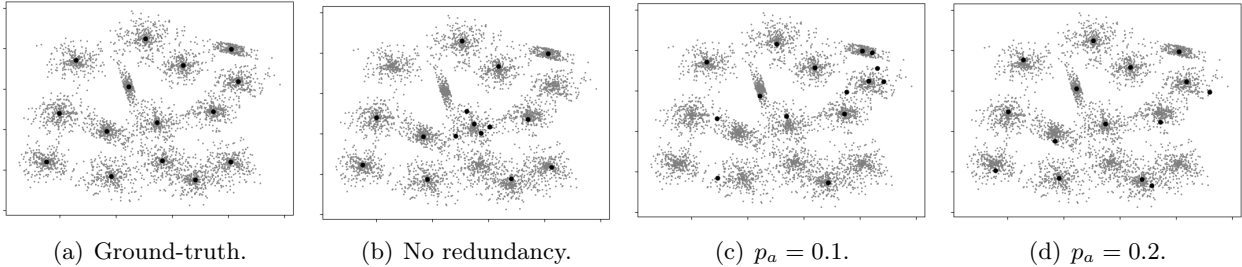 (a) Ground-truth.
(b) No redundancy.
(c) p_a = 0.1.
(d) p_a = 0.2.